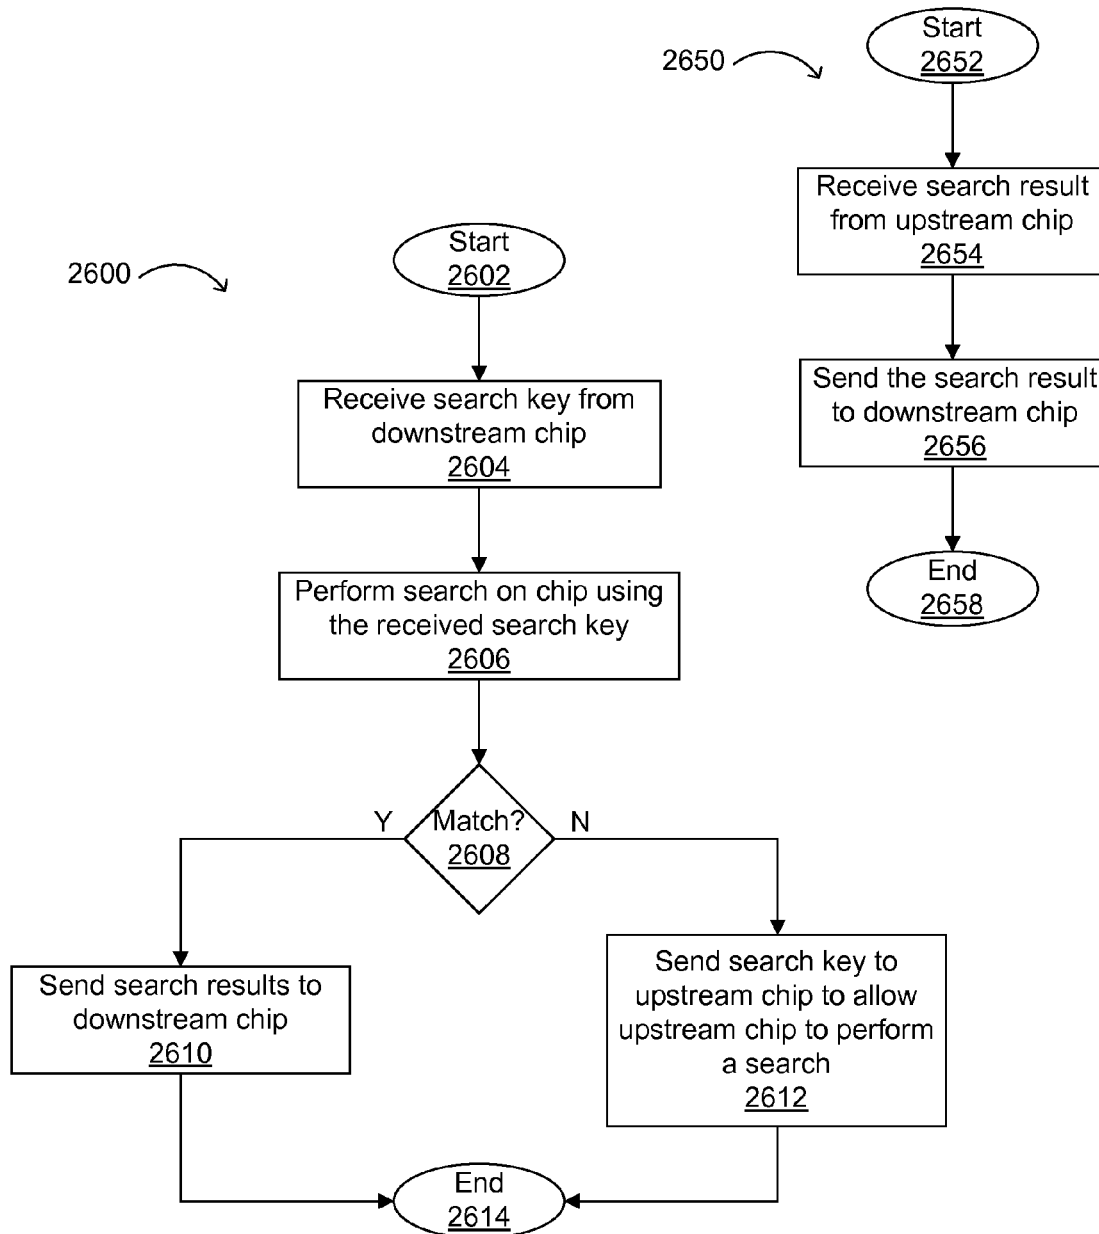 2600
Start
2602
Receive search key from
downstream chip
2604
Perform search on chip using
the received search key
2606
Match?
2608
Y
N
Send search results to
downstream chip
2610
Send search key to
upstream chip to allow
upstream chip to perform
a search
2612
End
2614
2650
Start
2652
Receive search result
from upstream chip
2654
Send the search result
to downstream chip
2656
End
2658